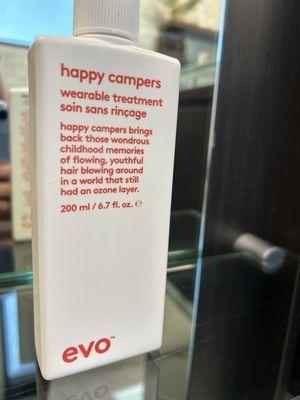 happy campers
wearable treatment
soin sans rinçage
happy campers brings
back those wondrous
childhood memories
of flowing, youthful
hair blowing around
in a world that still
had an ozone layer.
200 ml / 6.7 fl. oz. ℮
evo™